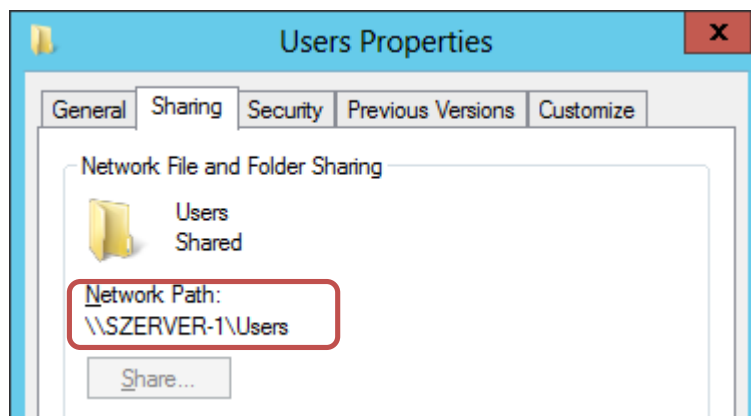 Users Properties
x
General Sharing Security Previous Versions Customize
Network File and Folder Sharing
Users
Shared
Network Path:
\\SZERVER-1\Users
Share...